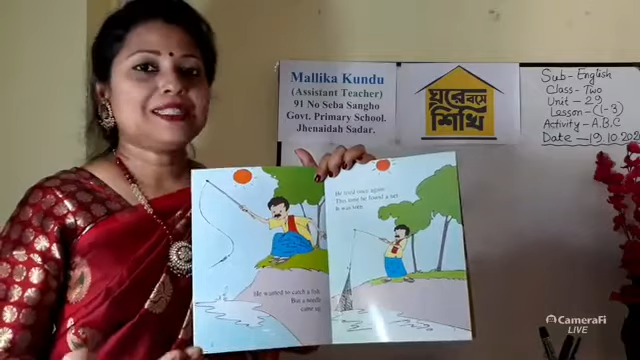 Mallika Kundu
(Assistant Teacher)
91 No Seba Sangho
Govt. Primary School.
Jhenaidah Sadar.
ঘরে বসে
শিখি
Sub-English
Class-Two
Unit-29
Lesson-(1-3)
Activity-A.B.C
Date-19.10.202
He tried once again.
This time he found a net.
It was torn.
He wanted to catch a fish.
But a
came up.
CameraFi
LIVE